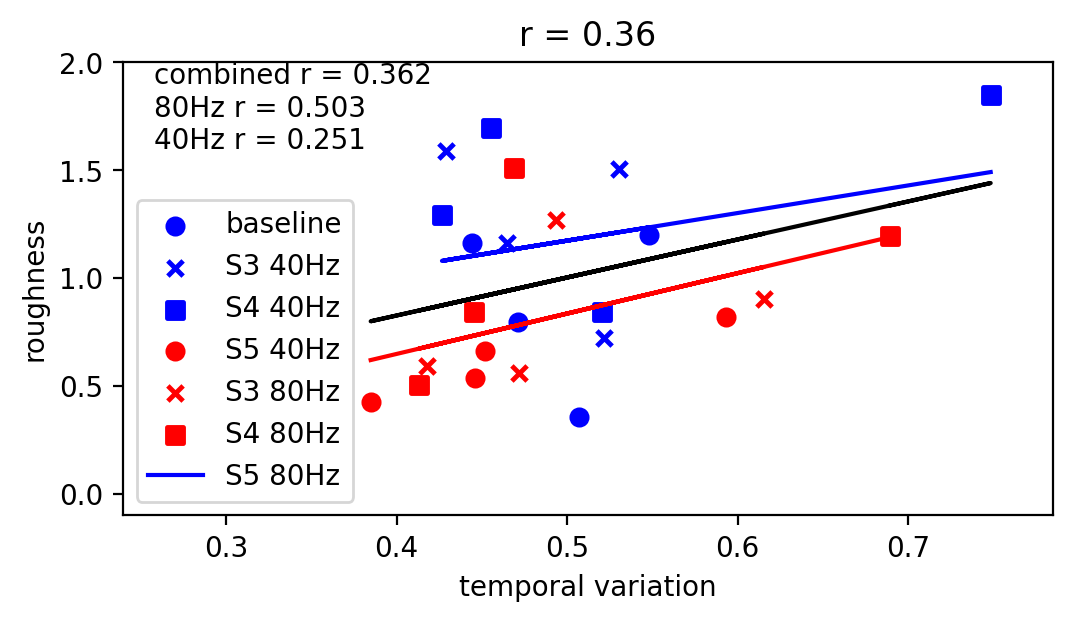 r = 0.36
combined r = 0.362
80Hz r = 0.503
40Hz r = 0.251
2.0
1.5
1.0
0.5
0.0
roughness
baseline
S3 40Hz
S4 40Hz
S5 40Hz
S3 80Hz
S4 80Hz
S5 80Hz
0.3 0.4 0.5 0.6 0.7
temporal variation